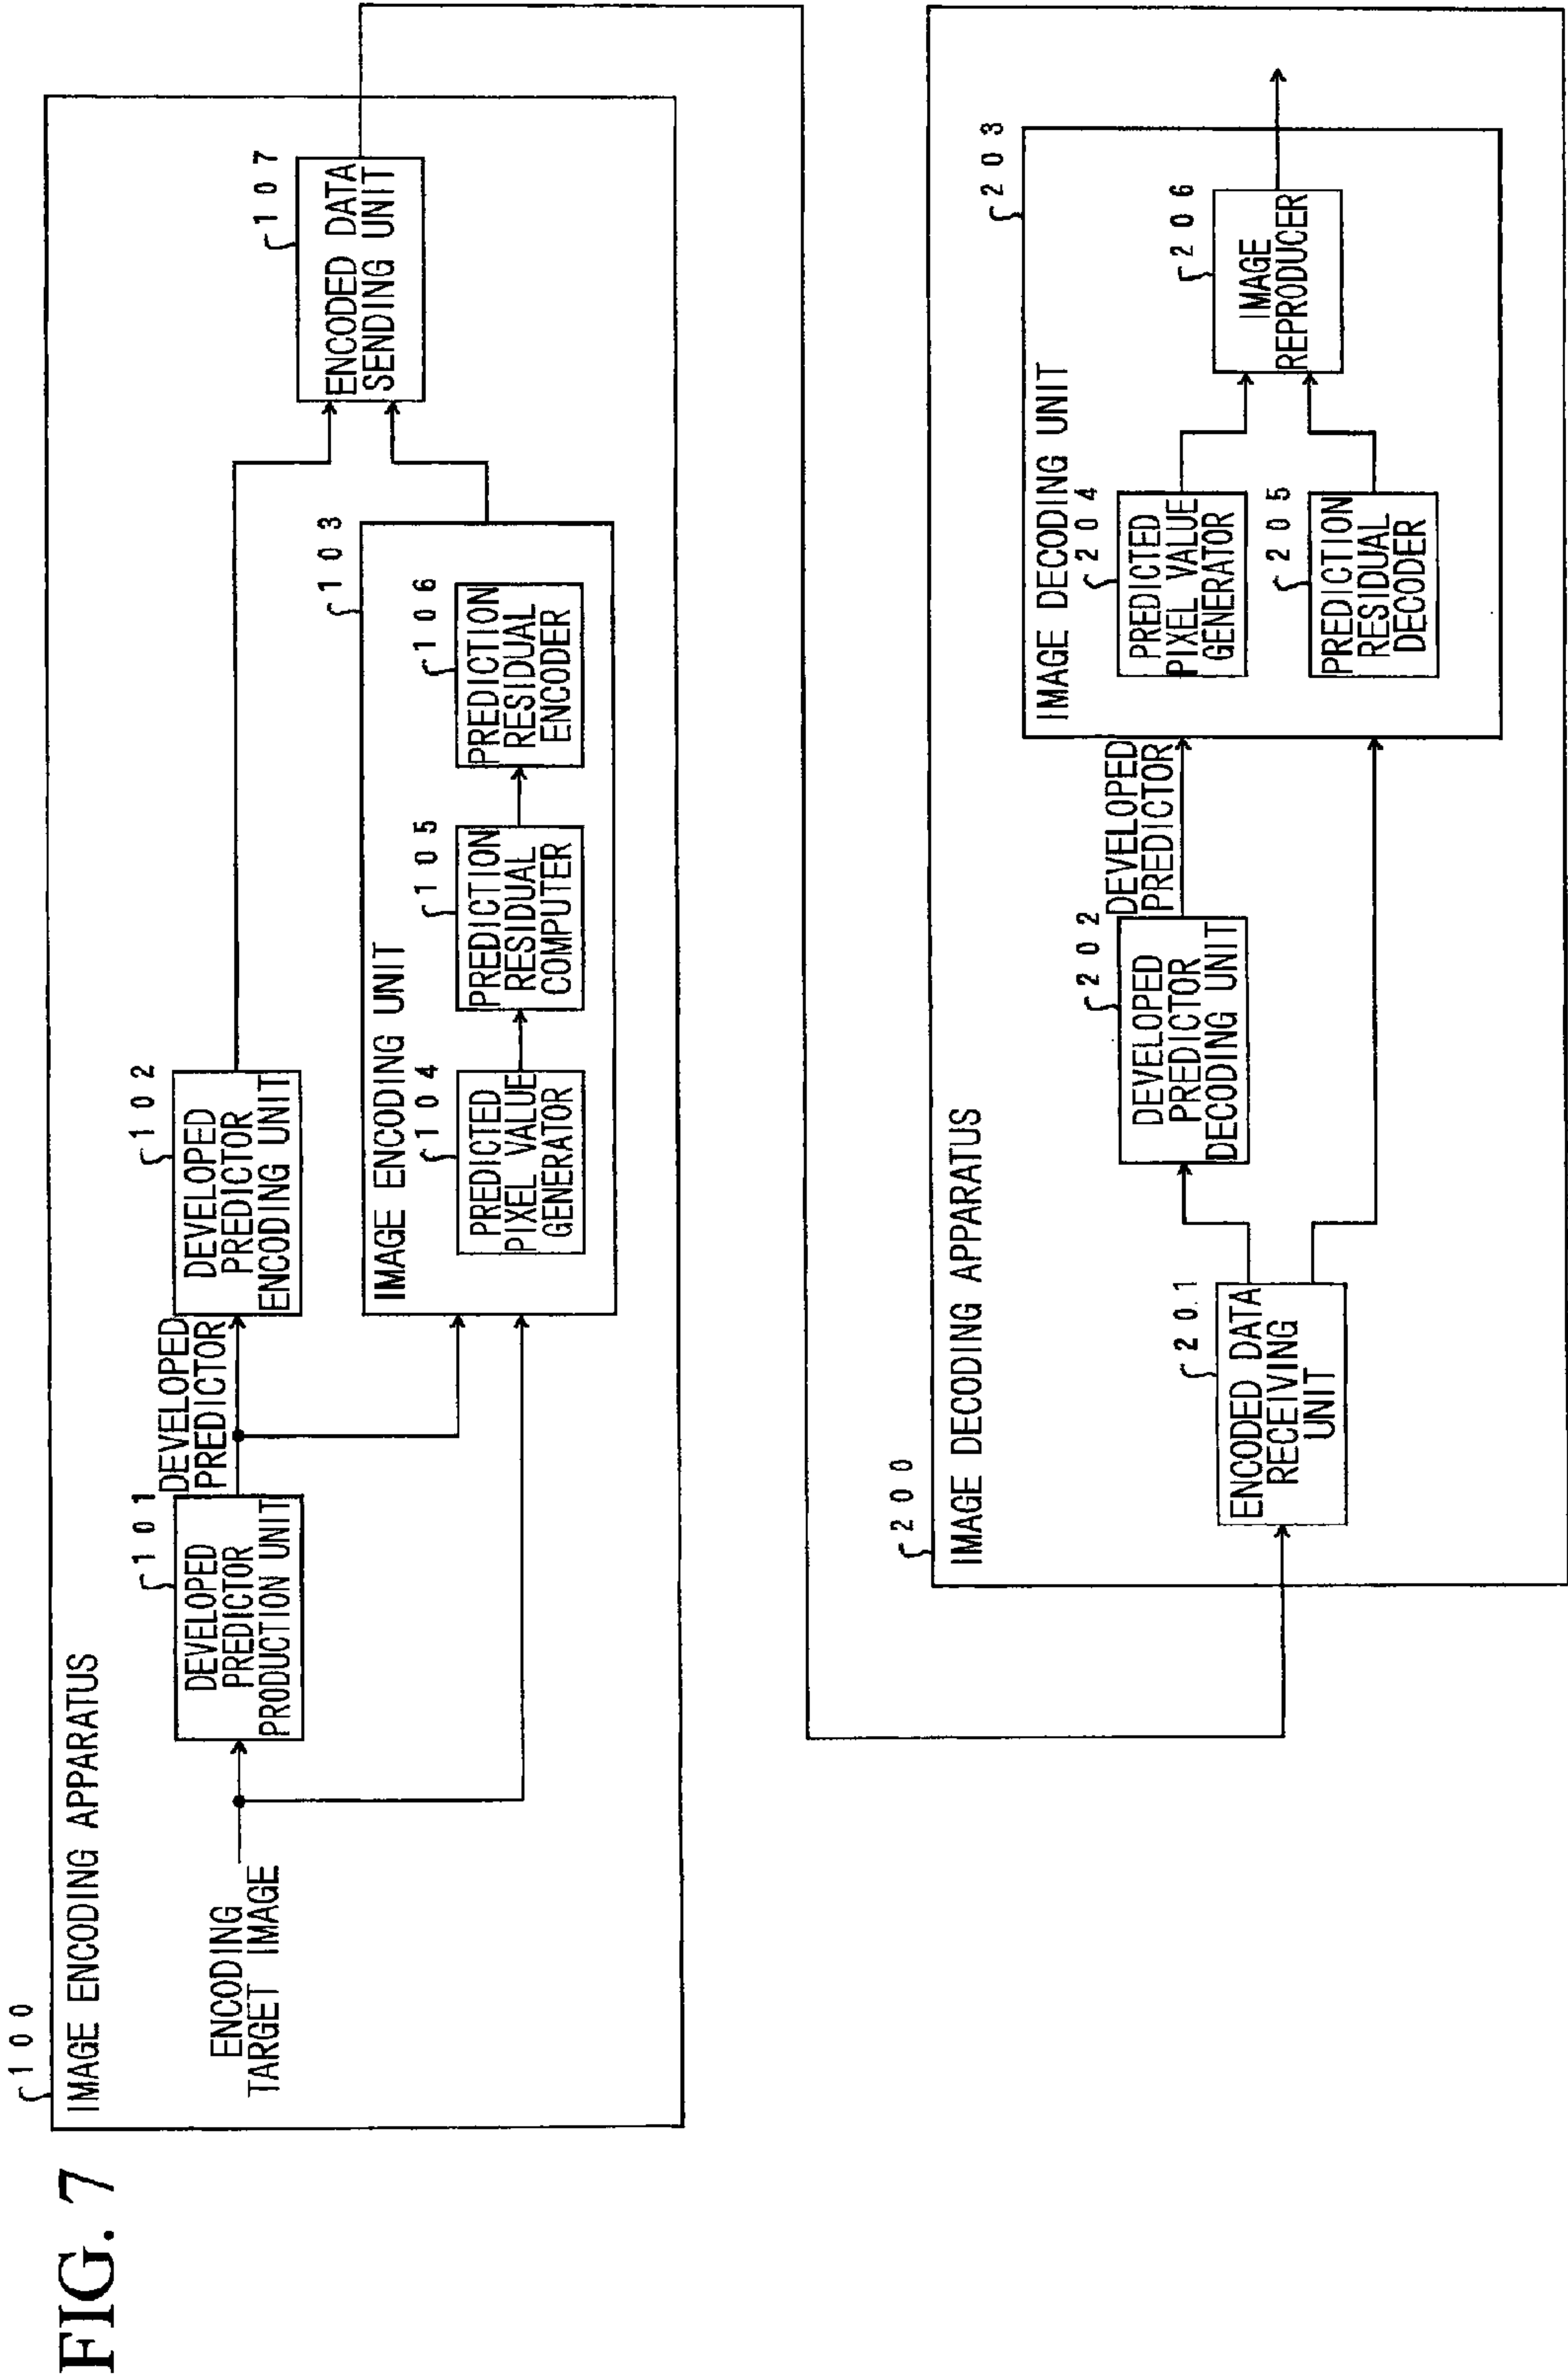 FIG. 7
100
IMAGE ENCODING APPARATUS
ENCODING
TARGET IMAGE
101
DEVELOPED
PREDICTOR
PRODUCTION UNIT
DEVELOPED
PREDICTOR
102
DEVELOPED
PREDICTOR
ENCODING UNIT
103
IMAGE ENCODING UNIT
104
PREDICTED
PIXEL VALUE
GENERATOR
105
PREDICTION
RESIDUAL
COMPUTER
106
PREDICTION
RESIDUAL
ENCODER
107
ENCODED DATA
SENDING UNIT
200
IMAGE DECODING APPARATUS
201
ENCODED DATA
RECEIVING
UNIT
202
DEVELOPED
PREDICTOR
DECODING UNIT
DEVELOPED
PREDICTOR
203
IMAGE DECODING UNIT
204
PREDICTED
PIXEL VALUE
GENERATOR
205
PREDICTION
RESIDUAL
DECODER
206
IMAGE
REPRODUCER